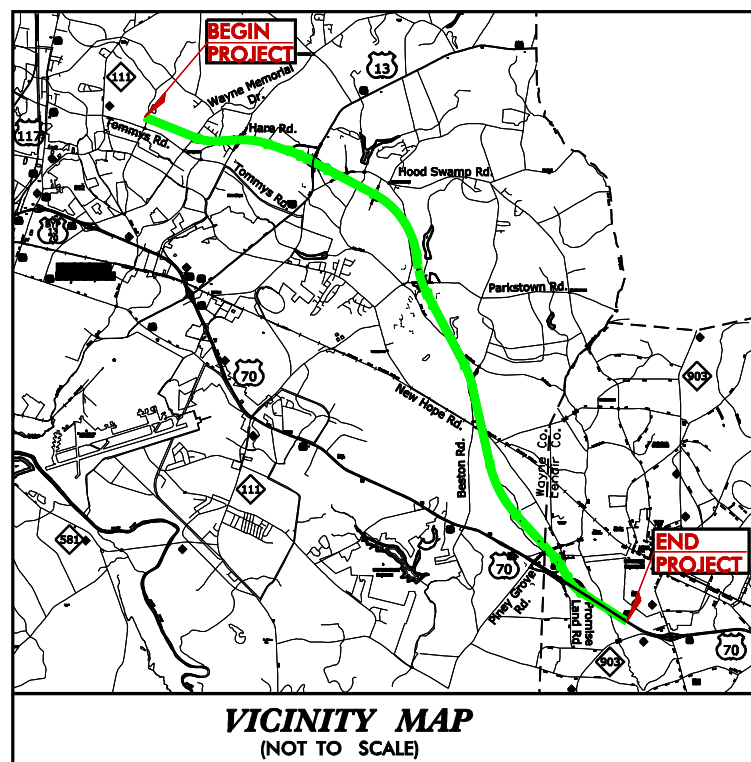 BEGIN
PROJECT
111
13
Wayne Memorial
Dr.
117
Tommys Rd.
Hare Rd.
Tommys Rd.
Hood Swamp Rd.
Parkstown Rd.
70
903
New Hope Rd.
Beston Rd.
Wayne Co.
Lenoir Co.
111
581
END
PROJECT
70
Piney Grove
Rd.
Promise
Land Rd
903
70
VICINITY MAP
(NOT TO SCALE)